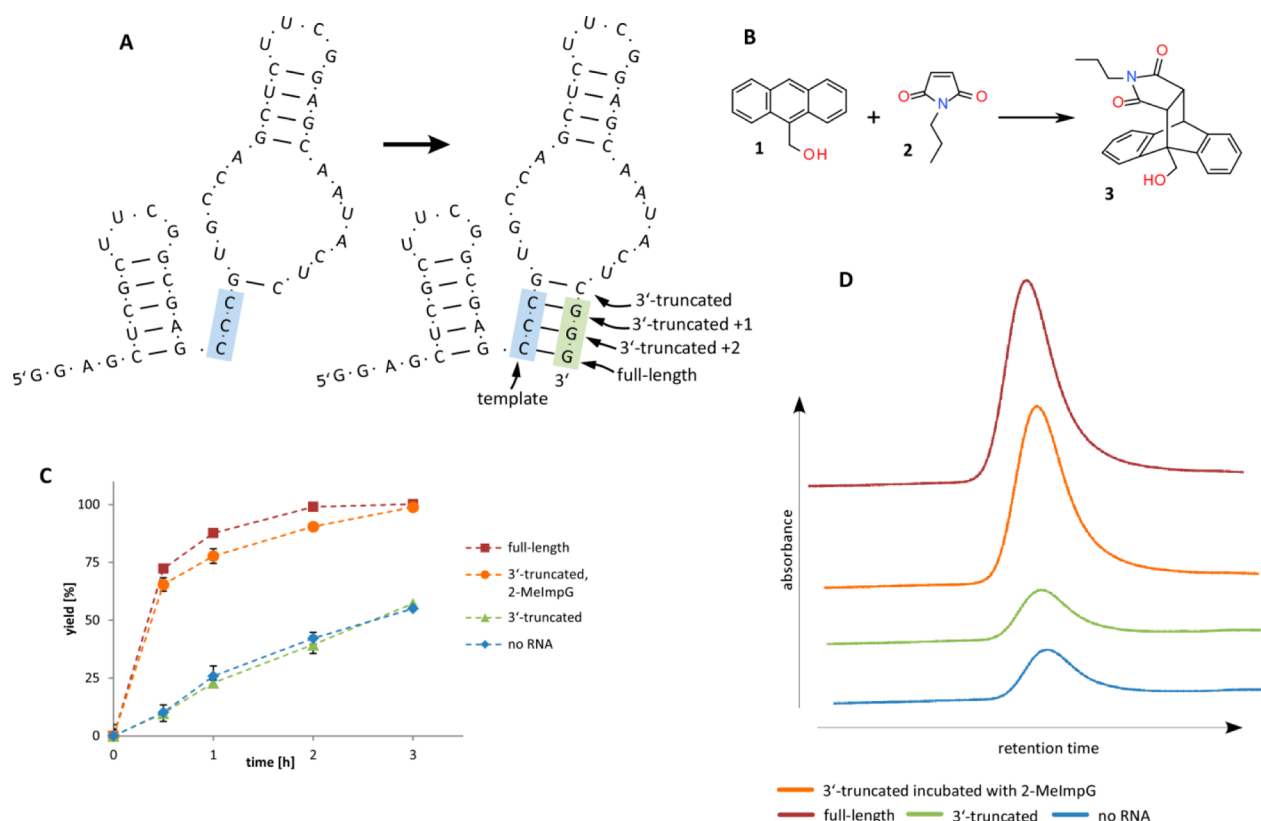 A
5‘G·G·A·G·C·U·C·G·C·U·U·C·G·G·C·G·A·G·C·C·C·G·U·G·C·C·A·G·C·U·C·U·U·C·G·G·A·G·C·A·A·U·A·C·U·C
5‘G·G·A·G·C·U·C·G·C·U·U·C·G·G·C·G·A·G·C·C·C·G·U·G·C·C·A·G·C·U·C·U·U·C·G·G·A·G·C·A·A·U·A·C·U·C·G·G·G
3‘
3‘-truncated
3‘-truncated +1
3‘-truncated +2
full-length
template
B
OH
1
+
O
N
O
2
N
O
O
HO
3
C
yield [%]
100
75
50
25
0
0
1
2
3
time [h]
full-length
3‘-truncated,
2-MeImpG
3‘-truncated
no RNA
D
absorbance
retention time
3‘-truncated incubated with 2-MeImpG
full-length 3‘-truncated no RNA